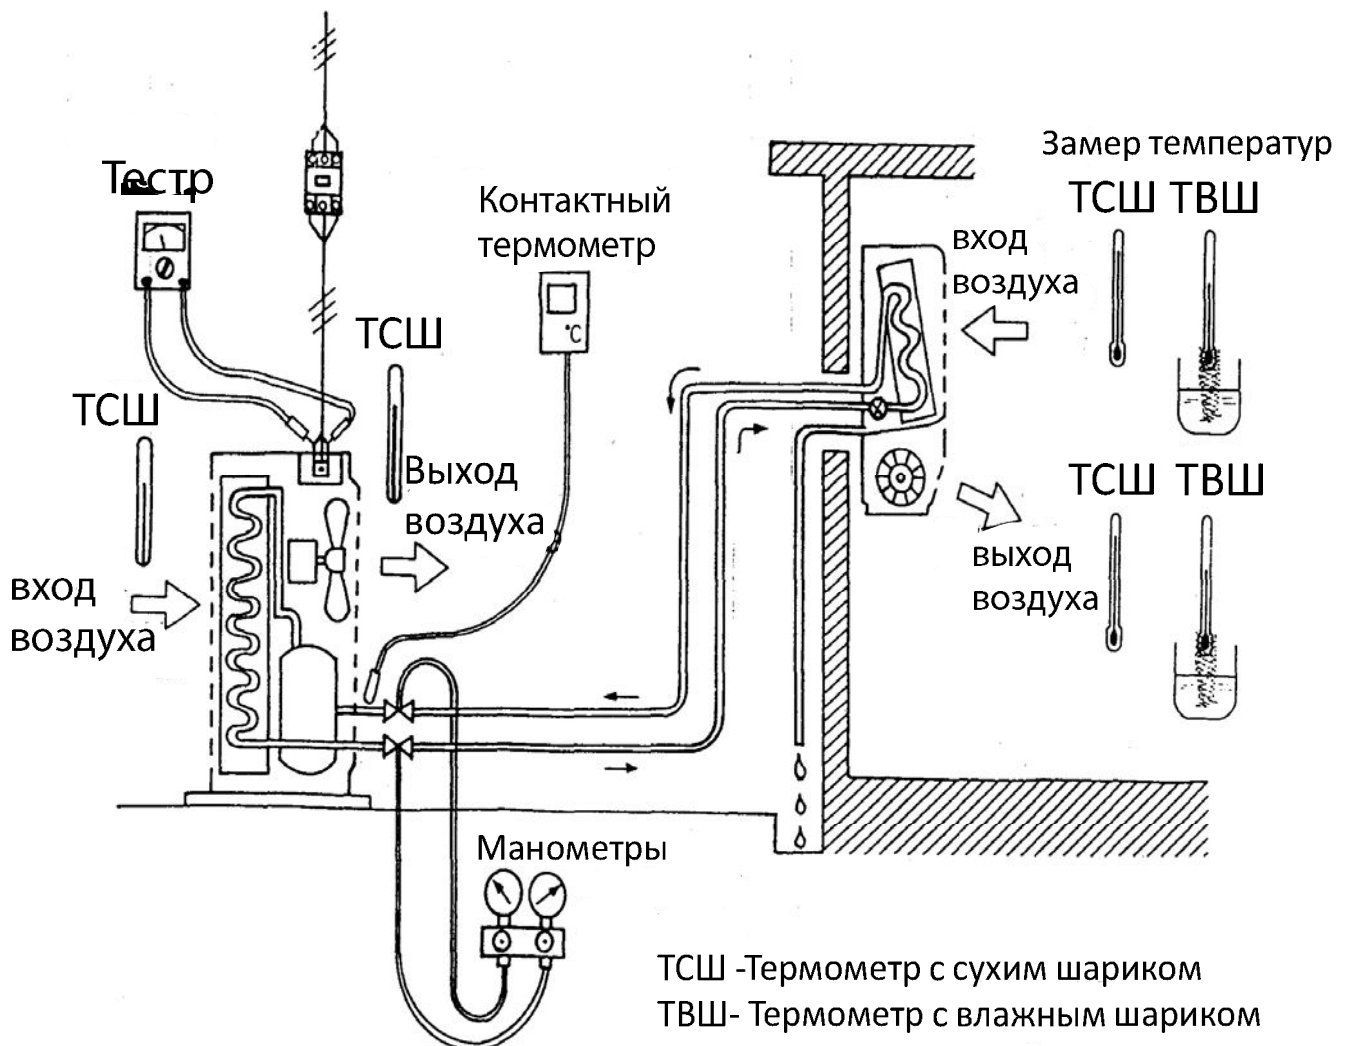 Замер температур
Тестр
ТСШ ТВШ
Контактный
термометр
вход
воздуха
°C
ТСШ
ТСШ
Выход
воздуха
ТСШ ТВШ
выход
воздуха
вход
воздуха
Манометры
ТСШ -Термометр с сухим шариком
ТВШ- Термометр с влажным шариком